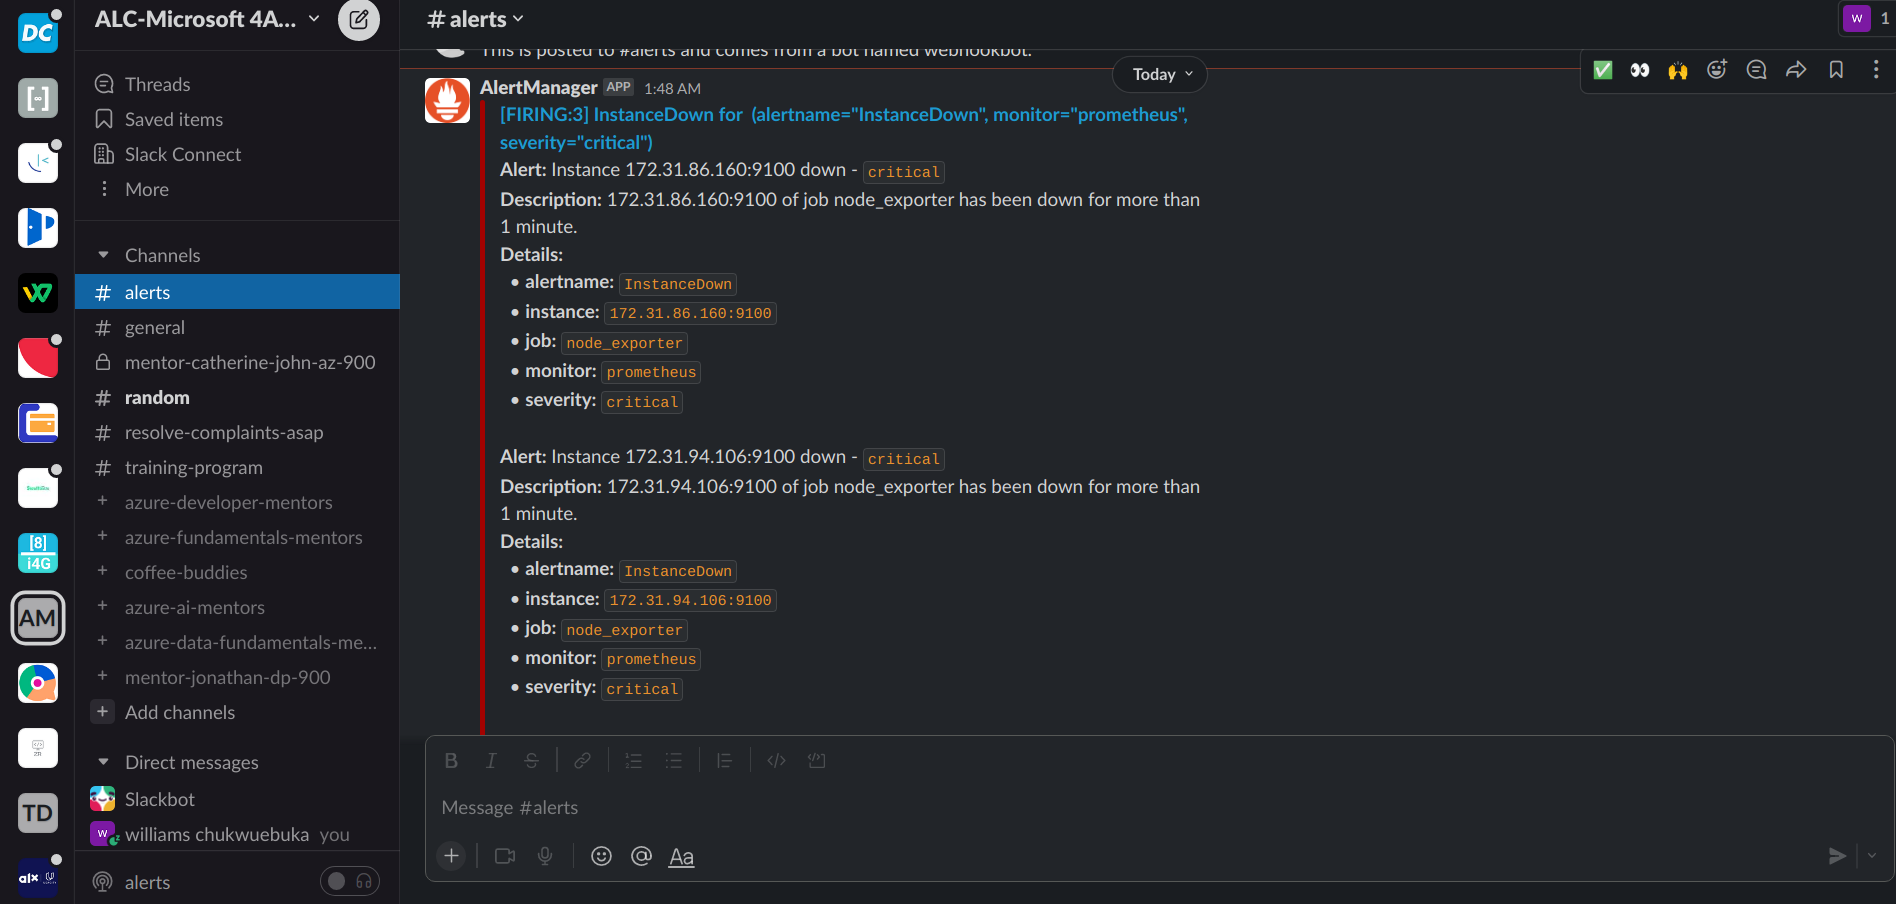 DC
ALC-Microsoft 4A...
# alerts
W 1
This is posted to #alerts and comes from a bot named webhookbot.
Today
[·]
Threads
Saved items
Slack Connect
More
AlertManager APP 1:48 AM
[FIRING:3] InstanceDown for (alertname="InstanceDown", monitor="prometheus",
severity="critical")
Alert: Instance 172.31.86.160:9100 down - critical
Description: 172.31.86.160:9100 of job node_exporter has been down for more than
1 minute.
Details:
• alertname: InstanceDown
• instance: 172.31.86.160:9100
• job: node_exporter
• monitor: prometheus
• severity: critical
Alert: Instance 172.31.94.106:9100 down - critical
Description: 172.31.94.106:9100 of job node_exporter has been down for more than
1 minute.
Details:
• alertname: InstanceDown
• instance: 172.31.94.106:9100
• job: node_exporter
• monitor: prometheus
• severity: critical
Channels
# alerts
# general
mentor-catherine-john-az-900
# random
# resolve-complaints-asap
# training-program
+ azure-developer-mentors
+ azure-fundamentals-mentors
+ coffee-buddies
+ azure-ai-mentors
+ azure-data-fundamentals-me...
+ mentor-jonathan-dp-900
+ Add channels
Direct messages
Slackbot
W williams chukwuebuka you
alerts
[8]
i4G
AM
TD
alx
B I S
Message #alerts
+ @ Aa